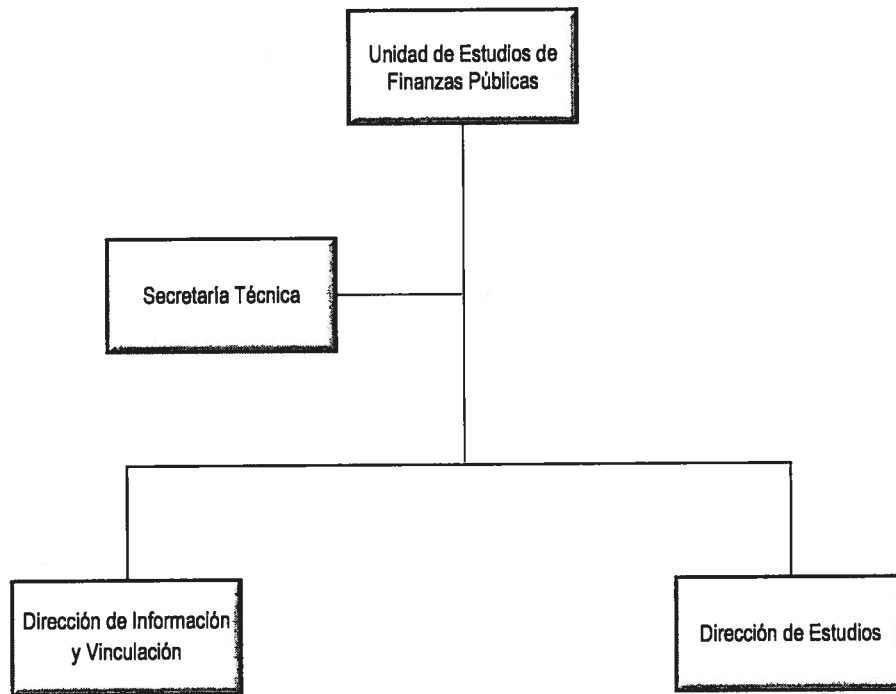 Unidad de Estudios de
Finanzas Públicas
Secretaría Técnica
Dirección de Información
y Vinculación
Dirección de Estudios